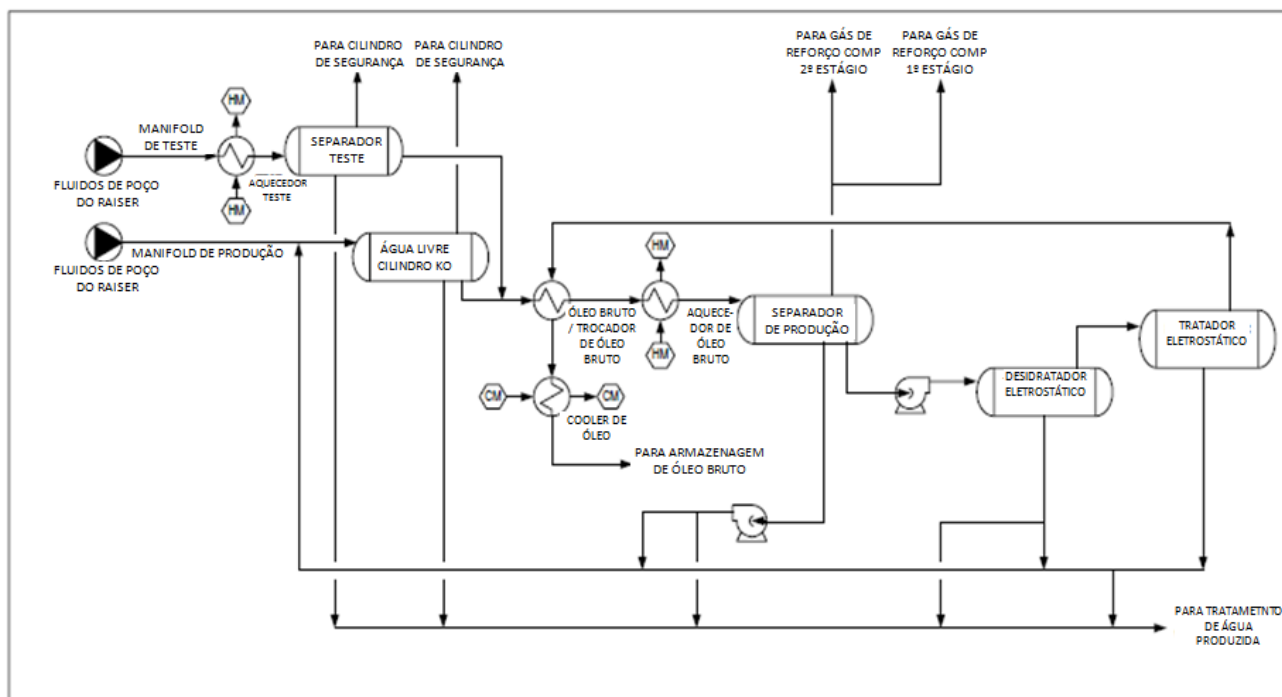 PARA CILINDRO
DE SEGURANÇA
PARA CILINDRO
DE SEGURANÇA
PARA GÁS DE
REFORÇO COMP
2º ESTÁGIO
PARA GÁS DE
REFORÇO COMP
1º ESTÁGIO
HM
MANIFOLD
DE TESTE
SEPARADOR
TESTE
FLUIDOS DE POÇO
DO RAISER
AQUECEDOR
TESTE
HM
MANIFOLD DE PRODUÇÃO
FLUIDOS DE POÇO
DO RAISER
ÁGUA LIVRE
CILINDRO KO
HM
ÓLEO BRUTO
/ TROCADOR
DE ÓLEO
BRUTO
HM
AQUECE-
DOR DE
ÓLEO
BRUTO
SEPARADOR
DE PRODUÇÃO
TRATADOR
ELETROSTÁTICO
DESIDRATADOR
ELETROSTÁTICO
CM
CM
COOLER DE
ÓLEO
PARA ARMAZENAGEM
DE ÓLEO BRUTO
PARA TRATAMETNTO
DE ÁGUA
PRODUZIDA